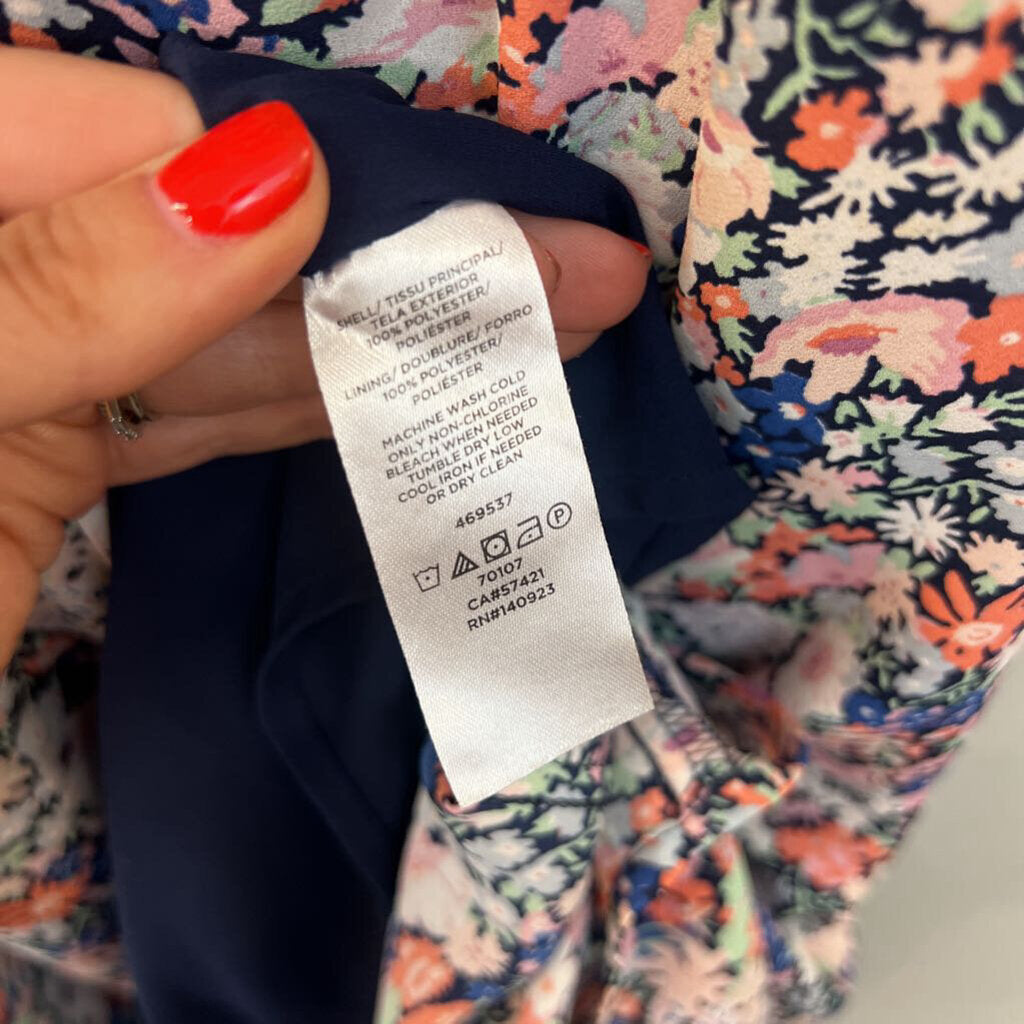 SHELL/ TISSU PRINCIPAL/
TELA EXTERIOR
100% POLYESTER/
POLIÉSTER
LINING/ DOUBLURE/ FORRO
100% POLYESTER/
POLIÉSTER
MACHINE WASH COLD
ONLY NON-CHLORINE
BLEACH WHEN NEEDED
TUMBLE DRY LOW
COOL IRON IF NEEDED
OR DRY CLEAN
469537
P
70107
CA#57421
RN#140923